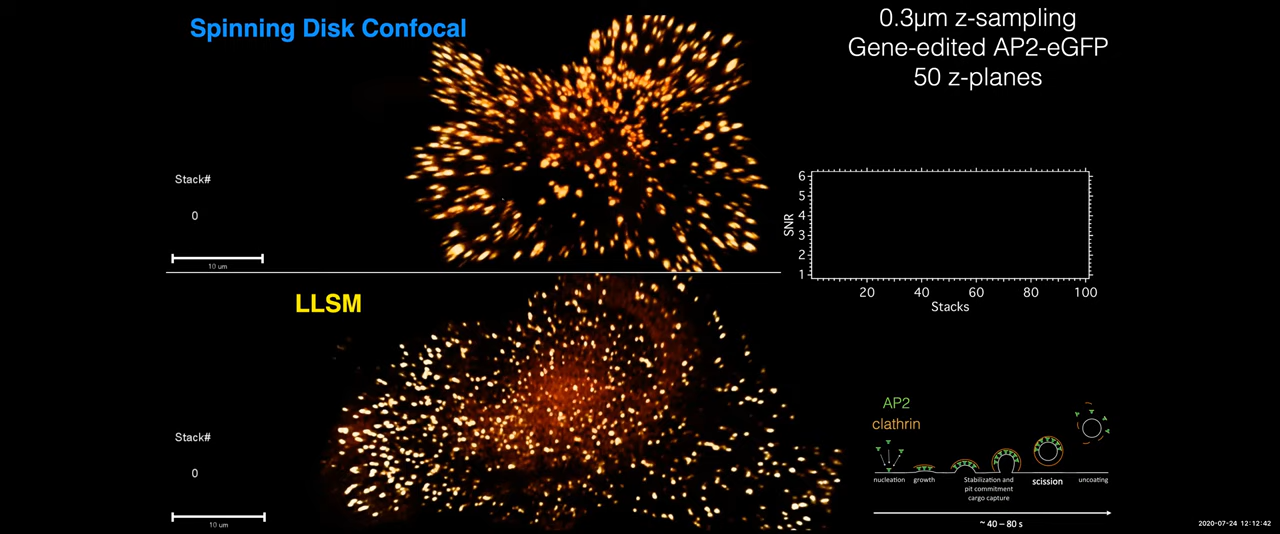 Spinning Disk Confocal
0.3µm z-sampling
Gene-edited AP2-eGFP
50 z-planes
Stack#
0
10 um
6
5
4
3
2
1
SNR
20 40 60 80 100
Stacks
LLSM
Stack#
0
10 um
AP2
clathrin
nucleation growth Stabilization and scission uncoating
pit commitment
cargo capture
~ 40 – 80 s
2020-07-24 12:12:42